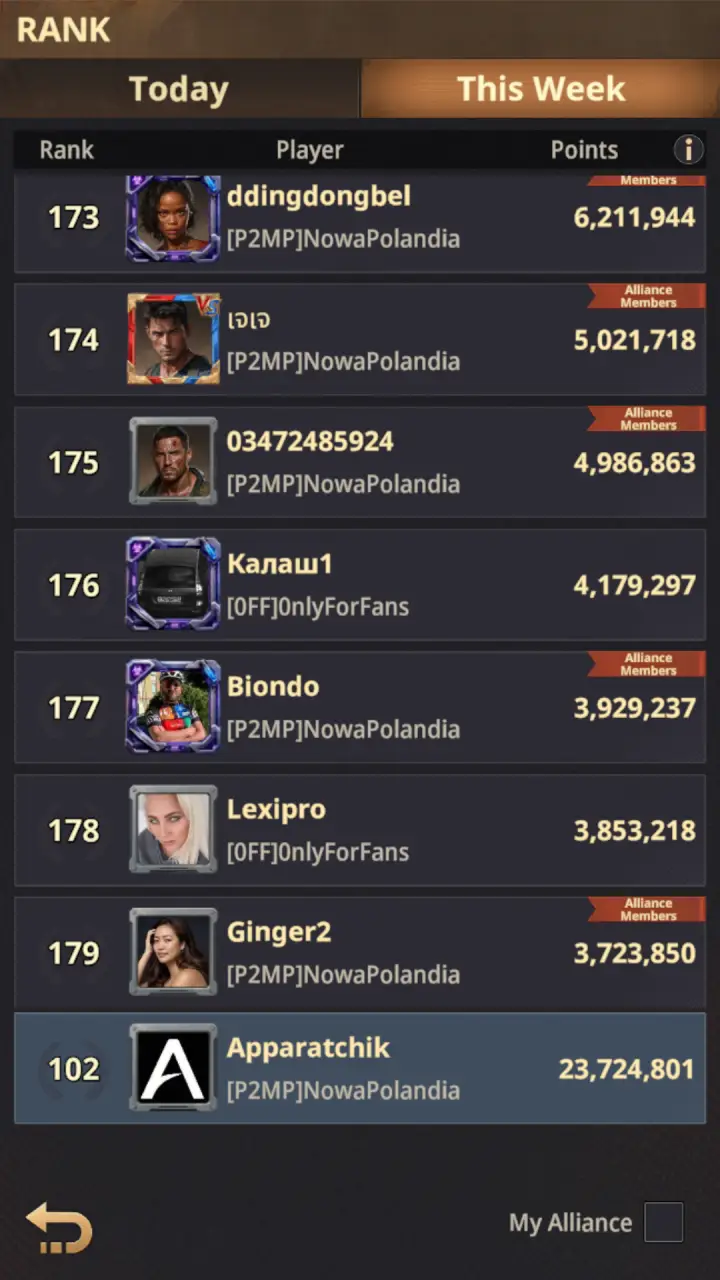 RANK
Today
This Week
Rank
Player
Points
i
Members
173
ddingdongbel
[P2MP]NowaPolandia
6,211,944
Alliance
Members
174
เจเจ
[P2MP]NowaPolandia
5,021,718
Alliance
Members
175
03472485924
[P2MP]NowaPolandia
4,986,863
176
Калаш1
[0FF]0nlyForFans
4,179,297
Alliance
Members
177
Biondo
[P2MP]NowaPolandia
3,929,237
178
Lexipro
[0FF]0nlyForFans
3,853,218
Alliance
Members
179
Ginger2
[P2MP]NowaPolandia
3,723,850
102
Apparatchik
[P2MP]NowaPolandia
23,724,801
My Alliance